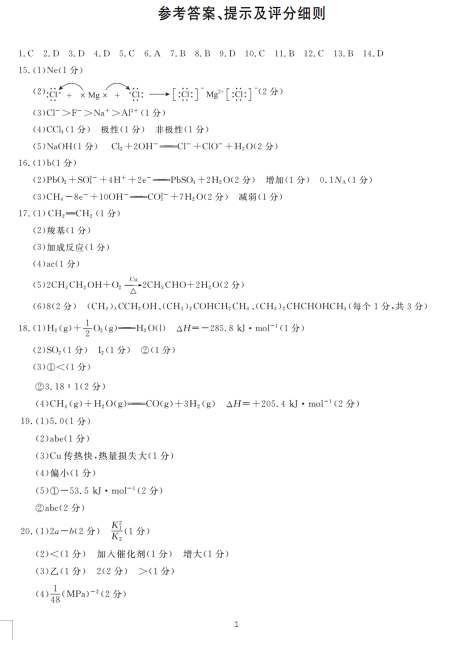 参考答案、提示及评分细则
1. C 2. D 3. D 4. D 5. C 6. A 7. B 8. B 9. D 10. C 11. B 12. C 13. B 14. D
15. (1)Ne(1 分)
(2) :Cl· + ×Mg× + ·Cl: ⟶ [:Cl:]⁻Mg²⁺[:Cl:]⁻(2 分)
(3)Cl⁻＞F⁻＞Na⁺＞Al³⁺(1 分)
(4)CCl₄(1 分) 极性(1 分) 非极性(1 分)
(5)NaOH(1 分) Cl₂+2OH⁻══Cl⁻+ClO⁻+H₂O(2 分)
16. (1)b(1 分)
(2)PbO₂+SO₄²⁻+4H⁺+2e⁻══PbSO₄+2H₂O(2 分) 增加(1 分) 0.1N_A(1 分)
(3)CH₄-8e⁻+10OH⁻══CO₃²⁻+7H₂O(2 分) 减弱(1 分)
17. (1)CH₂═CH₂(1 分)
(2)羧基(1 分)
(3)加成反应(1 分)
(4)ac(1 分)
(5)2CH₃CH₂OH+O₂ —Cu/△→ 2CH₃CHO+2H₂O(2 分)
(6)8(2 分) (CH₃)₃CCH₂OH、(CH₃)₂COHCH₂CH₃、(CH₃)₂CHCHOHCH₃(每个 1 分,共 3 分)
18. (1)H₂(g)+1/2O₂(g)══H₂O(l) ΔH=-285.8 kJ·mol⁻¹(1 分)
(2)SO₂(1 分) I₂(1 分) ②(1 分)
(3)①＜(1 分)
②3.18∶1(2 分)
(4)CH₄(g)+H₂O(g)══CO(g)+3H₂(g) ΔH=+205.4 kJ·mol⁻¹(2 分)
19. (1)5.0(1 分)
(2)abe(1 分)
(3)Cu 传热快,热量损失大(1 分)
(4)偏小(1 分)
(5)①-53.5 kJ·mol⁻¹(2 分)
②abc(2 分)
20. (1)2a-b(2 分) K₁²/K₂(1 分)
(2)＜(1 分) 加入催化剂(1 分) 增大(1 分)
(3)乙(1 分) 2(2 分) ＞(1 分)
(4)1/48(MPa)⁻²(2 分)
1